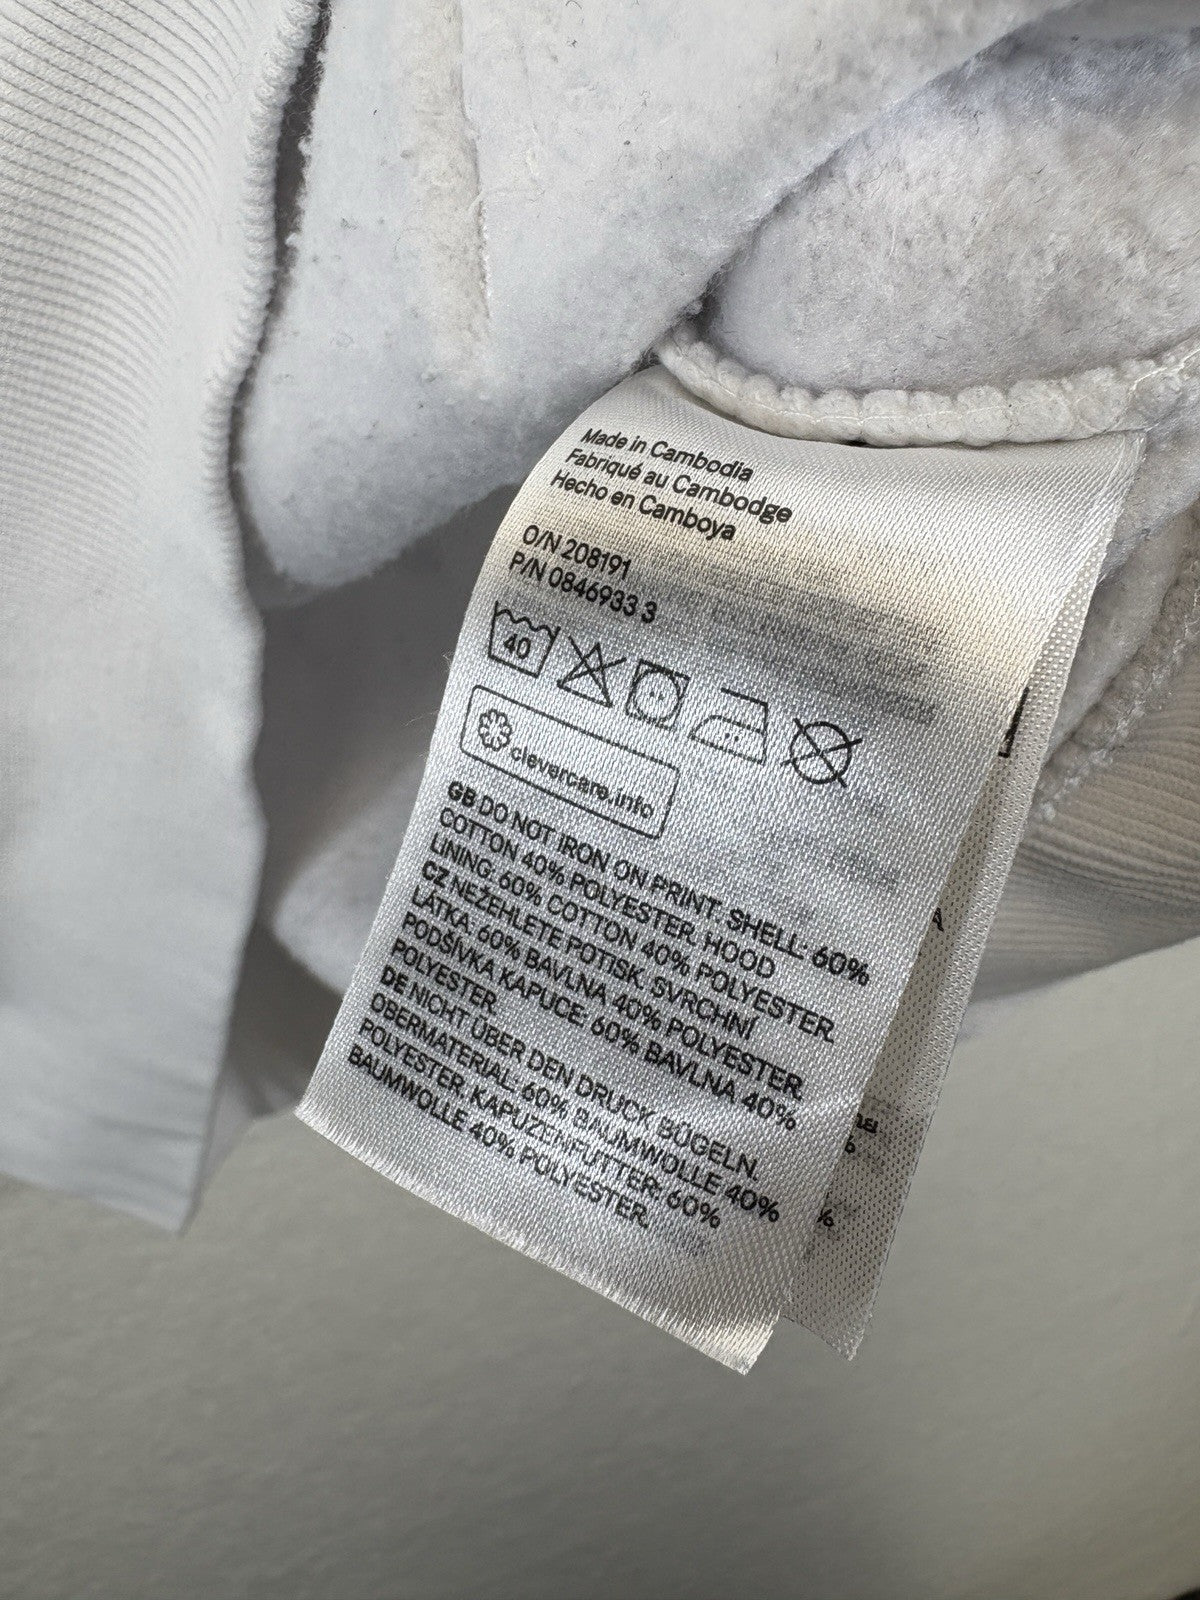 Made in Cambodia
Fabriqué au Cambodge
Hecho en Camboya
O/N 208191
P/N 0846933 3
40
clevercare.info
GB DO NOT IRON ON PRINT. SHELL: 60%
COTTON 40% POLYESTER. HOOD
LINING: 60% COTTON 40% POLYESTER.
CZ NEŽEHLETE POTISK. SVRCHNÍ
LÁTKA: 60% BAVLNA 40% POLYESTER.
PODŠÍVKA KAPUCE: 60% BAVLNA 40%
POLYESTER.
DE NICHT ÜBER DEN DRUCK BÜGELN.
OBERMATERIAL: 60% BAUMWOLLE 40%
POLYESTER. KAPUZENFUTTER: 60%
BAUMWOLLE 40% POLYESTER.